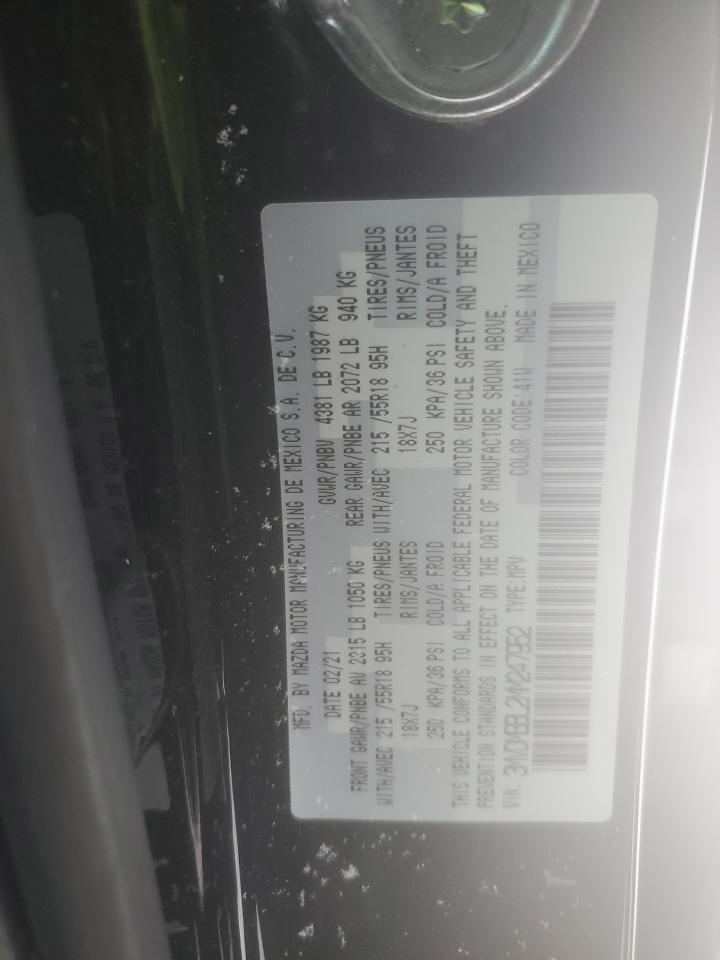 MFD. BY MAZDA MOTOR MANUFACTURING DE MEXICO S.A. DE C.V.
DATE 02/21 GVWR/PNBV 4381 LB 1987 KG
FRONT GAWR/PNBE AV 2315 LB 1050 KG REAR GAWR/PNBE AR 2072 LB 940 KG
WITH/AVEC 215 /55R18 95H TIRES/PNEUS WITH/AVEC 215 /55R18 95H TIRES/PNEUS
18X7J RIMS/JANTES 18X7J RIMS/JANTES
250 KPA/36 PSI COLD/A FROID 250 KPA/36 PSI COLD/A FROID
THIS VEHICLE CONFORMS TO ALL APPLICABLE FEDERAL MOTOR VEHICLE SAFETY AND THEFT
PREVENTION STANDARDS IN EFFECT ON THE DATE OF MANUFACTURE SHOWN ABOVE.
VIN: 3MVDMBBL2MM247952 TYPE:MPV COLOR CODE:41W MADE IN MEXICO